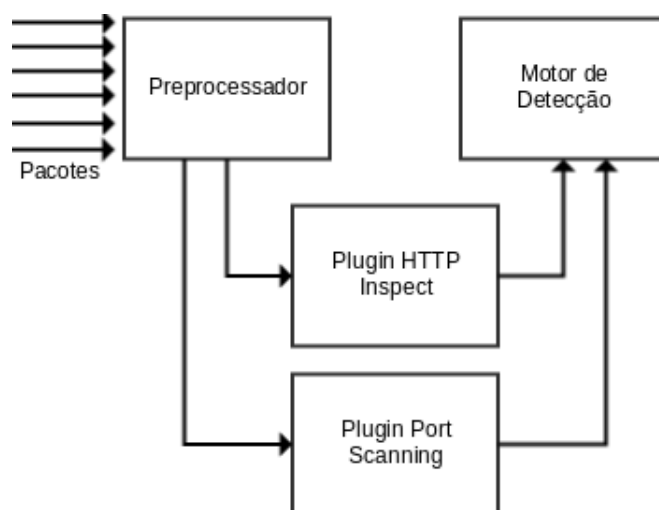 Preprocessador
Motor de
Detecção
Pacotes
Plugin HTTP
Inspect
Plugin Port
Scanning